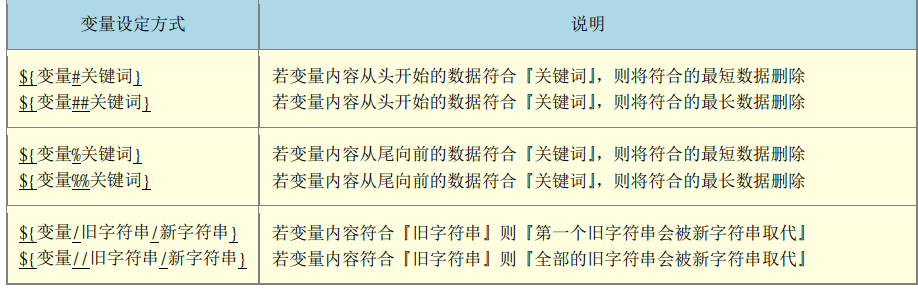 变量设定方式
说明
${变量#关键词}
若变量内容从头开始的数据符合『关键词』，则将符合的最短数据删除
${变量##关键词}
若变量内容从头开始的数据符合『关键词』，则将符合的最长数据删除
${变量%关键词}
若变量内容从尾向前的数据符合『关键词』，则将符合的最短数据删除
${变量%%关键词}
若变量内容从尾向前的数据符合『关键词』，则将符合的最长数据删除
${变量/旧字符串/新字符串}
若变量内容符合『旧字符串』则『第一个旧字符串会被新字符串取代』
${变量//旧字符串/新字符串}
若变量内容符合『旧字符串』则『全部的旧字符串会被新字符串取代』